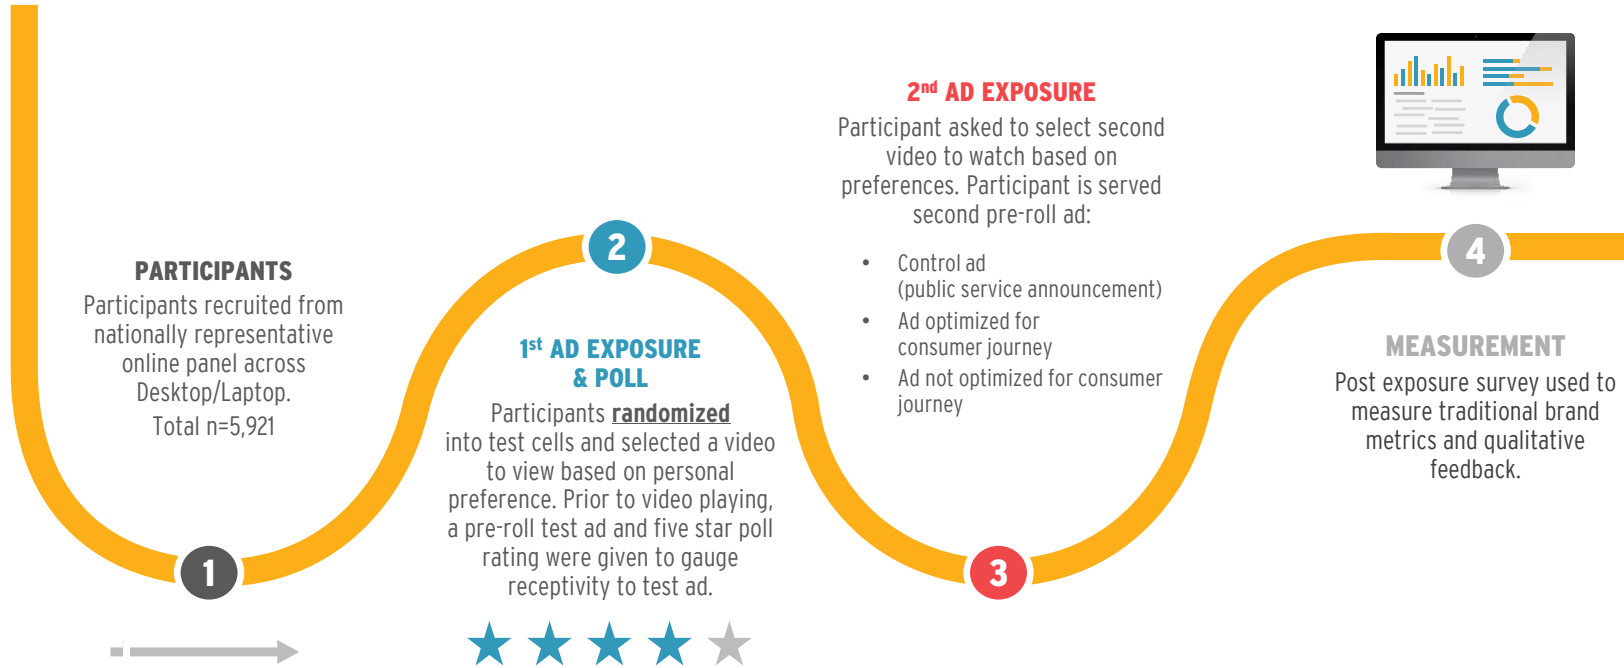 1
PARTICIPANTS
Participants recruited from
nationally representative
online panel across
Desktop/Laptop.
Total n=5,921
2
1st AD EXPOSURE
& POLL
Participants randomized
into test cells and selected a video
to view based on personal
preference. Prior to video playing,
a pre-roll test ad and five star poll
rating were given to gauge
receptivity to test ad.
2nd AD EXPOSURE
Participant asked to select second
video to watch based on
preferences. Participant is served
second pre-roll ad:
• Control ad
(public service announcement)
• Ad optimized for
consumer journey
• Ad not optimized for consumer
journey
3
4
MEASUREMENT
Post exposure survey used to
measure traditional brand
metrics and qualitative
feedback.